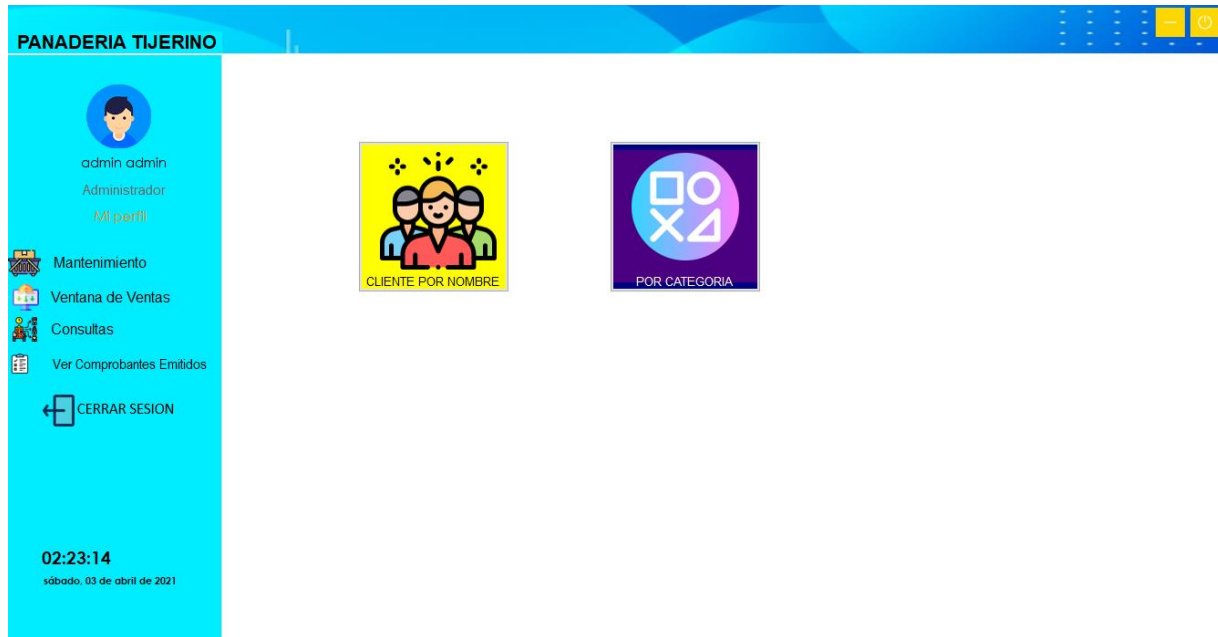 PANADERIA TIJERINO
admin admin
Administrador
Mi perfil
Mantenimiento
Ventana de Ventas
Consultas
Ver Comprobantes Emitidos
CERRAR SESION
02:23:14
sábado, 03 de abril de 2021
CLIENTE POR NOMBRE
POR CATEGORIA